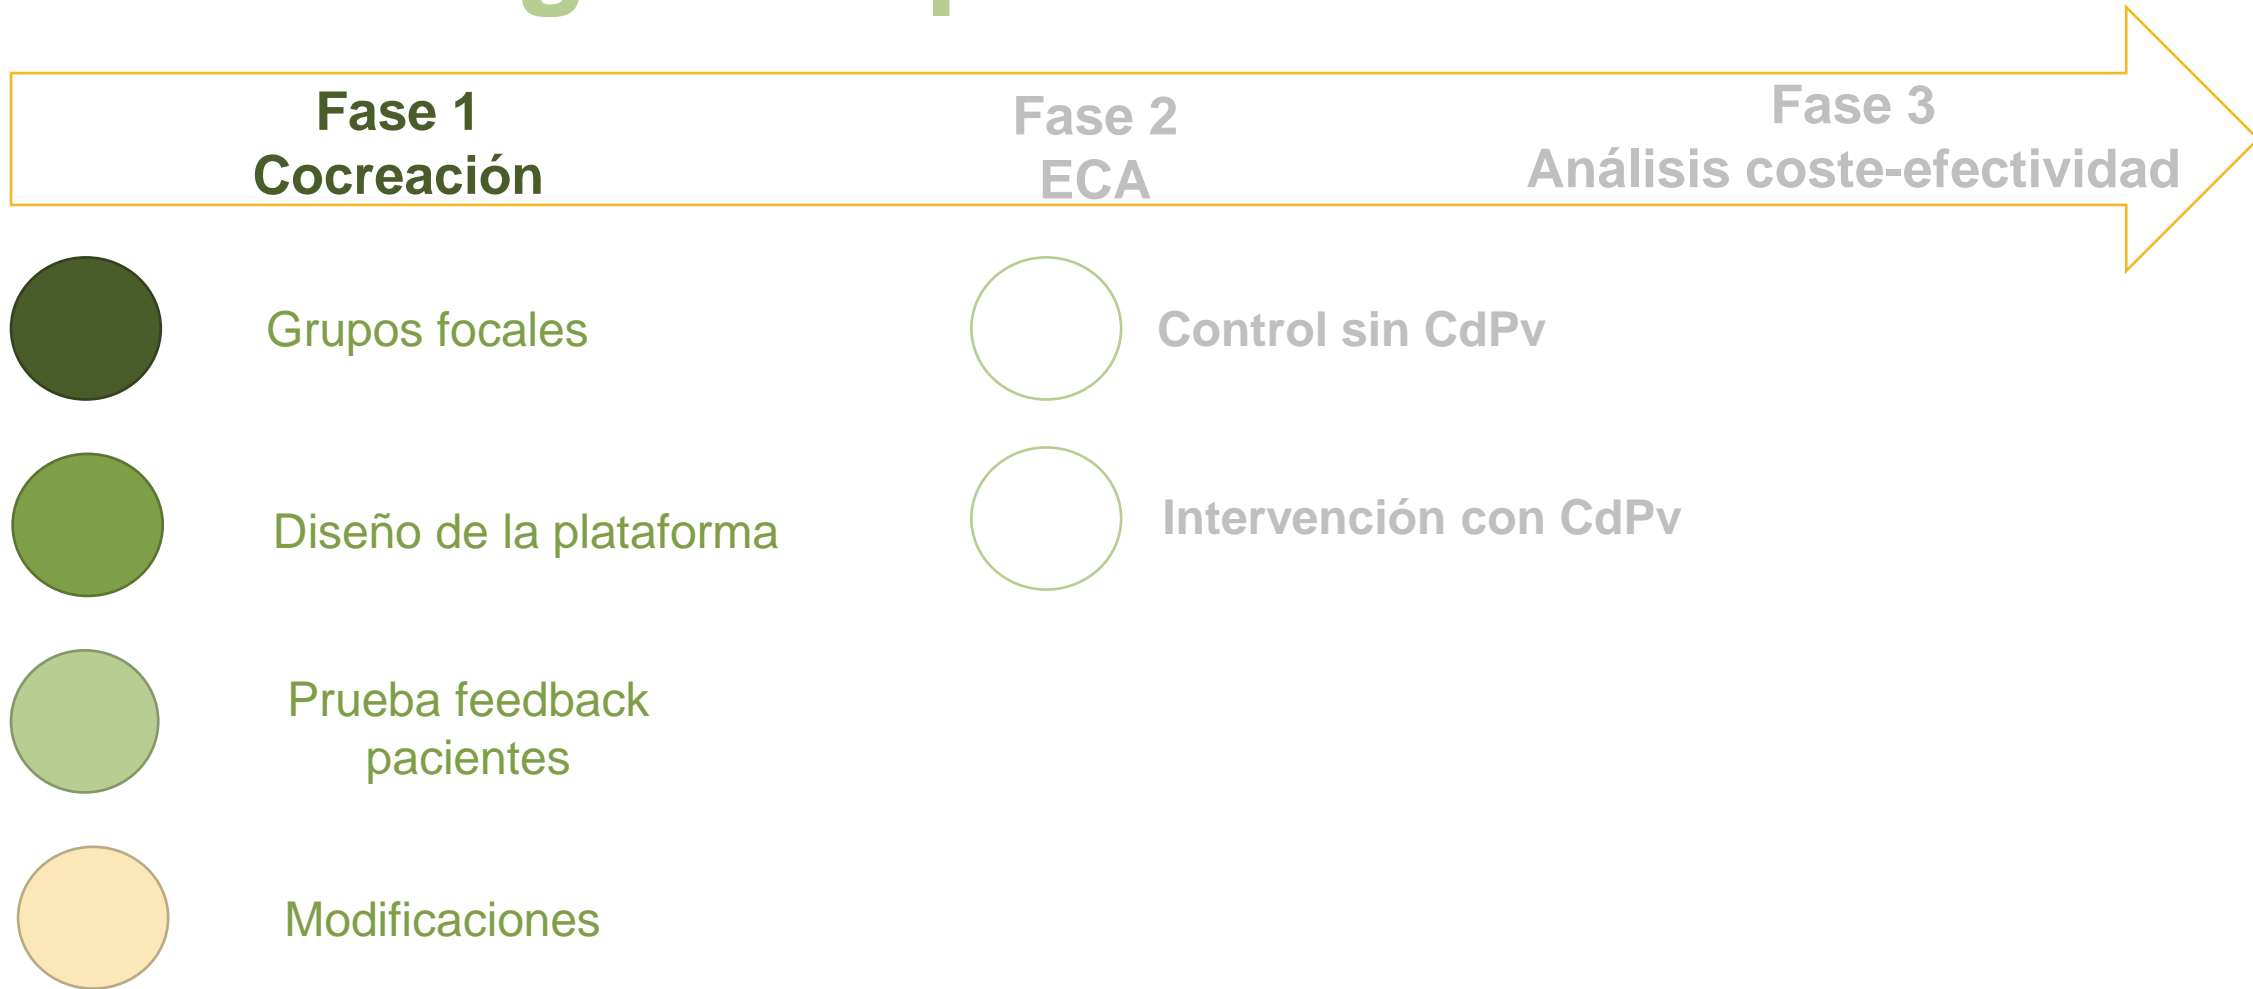 Fase 1
Cocreación
Fase 2
ECA
Fase 3
Análisis coste-efectividad
Grupos focales
Diseño de la plataforma
Prueba feedback
pacientes
Modificaciones
Control sin CdPv
Intervención con CdPv